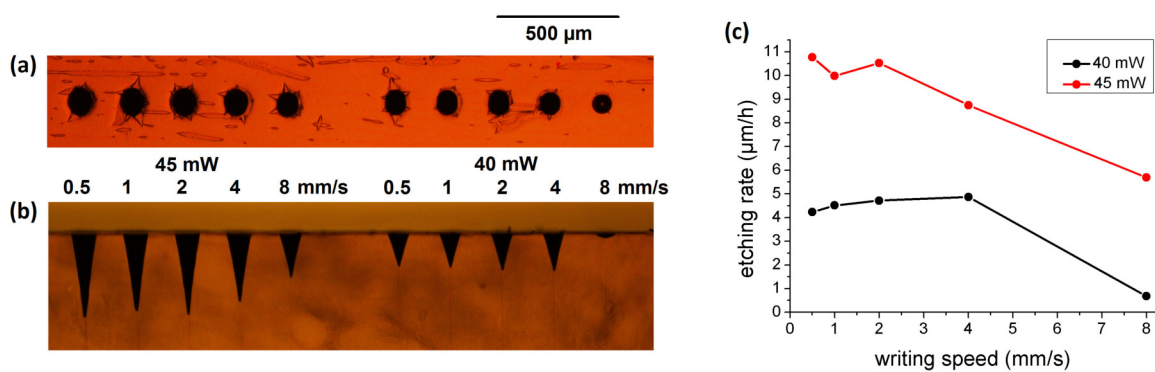 500 µm
(a)
45 mW 40 mW
0.5 1 2 4 8 mm/s 0.5 1 2 4 8 mm/s
(b)
(c)
11
10
9
8
7
6
5
4
3
2
1
0
etching rate (µm/h)
40 mW
45 mW
0 1 2 3 4 5 6 7 8
writing speed (mm/s)